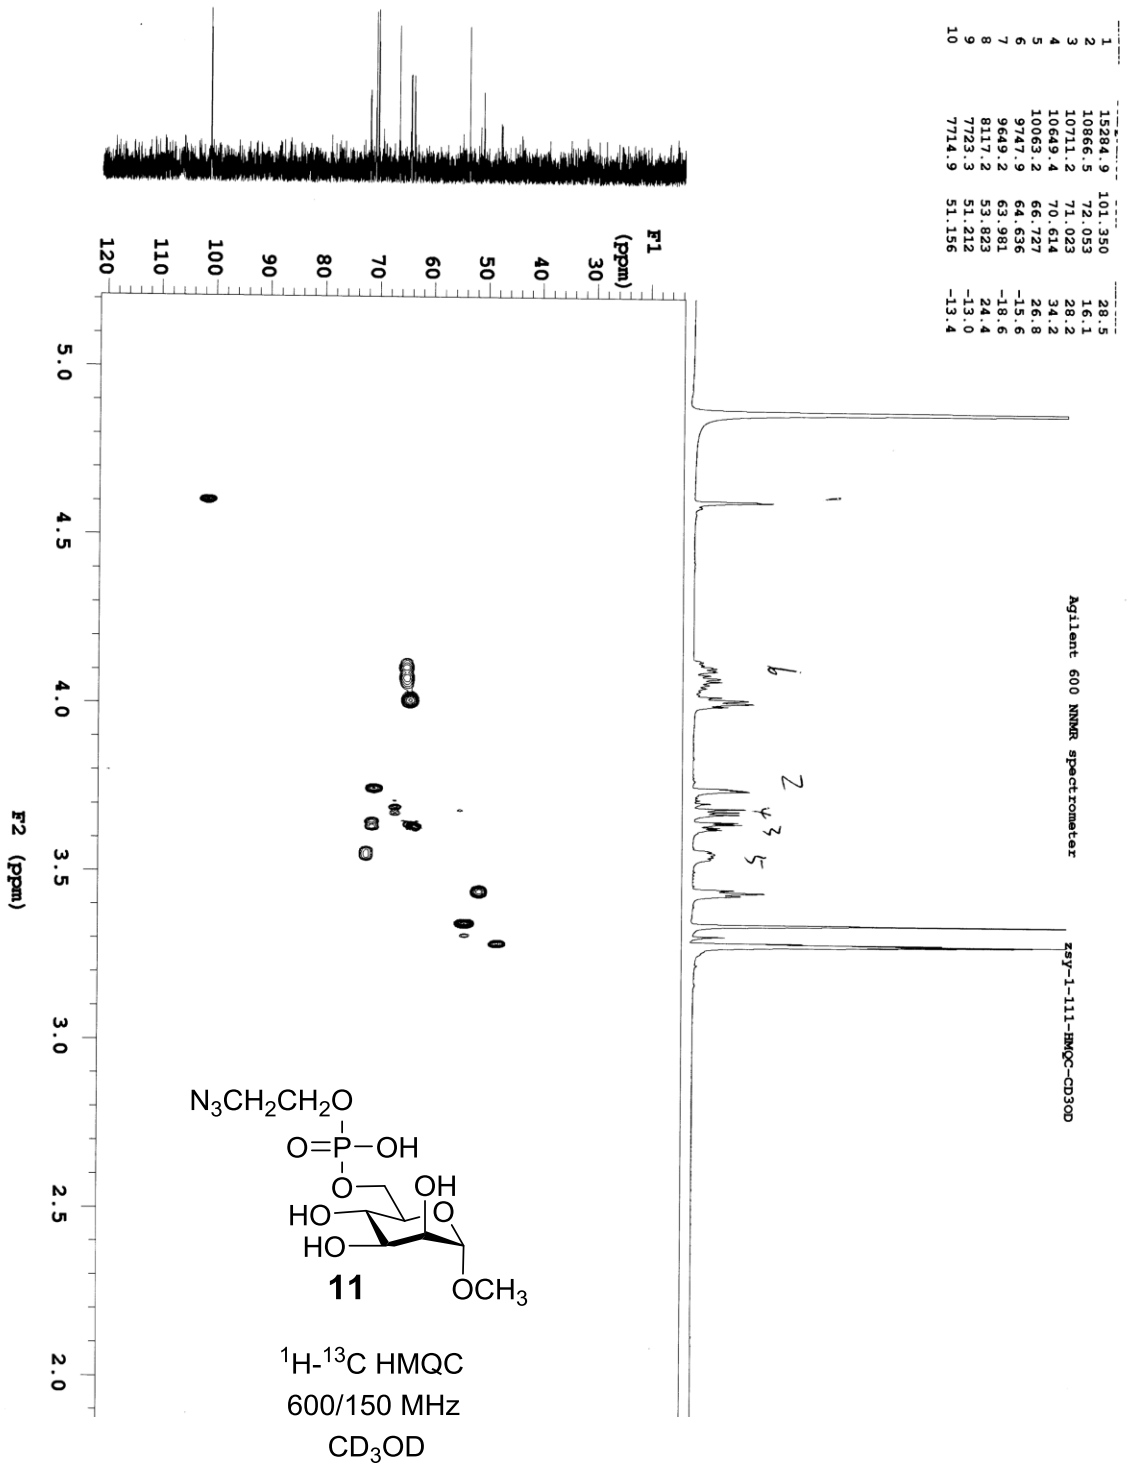 1 15284.9 101.350 28.5
2 10866.5 72.053 16.1
3 10711.2 71.023 28.2
4 10649.4 70.614 34.2
5 10063.2 66.727 26.8
6 9747.9 64.636 -15.6
7 9649.2 63.981 -18.6
8 8117.2 53.823 24.4
9 7723.3 51.212 -13.0
10 7714.9 51.156 -13.4
Agilent 600 NNMR spectrometer
zsy-1-111-HMQC-CD3OD
1
6
2
4
3
5
F1
(ppm)
30
40
50
60
70
80
90
100
110
120
5.0
4.5
4.0
3.5
3.0
2.5
2.0
F2 (ppm)
N₃CH₂CH₂O
O=P-OH
O
OH
HO
O
HO
11
OCH₃
¹H-¹³C HMQC
600/150 MHz
CD₃OD